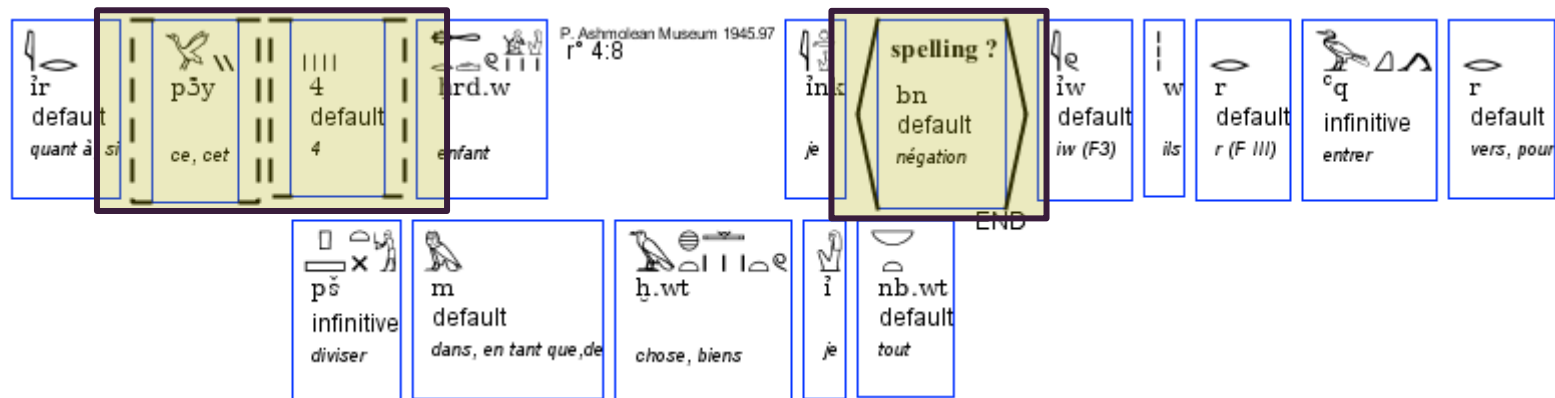 P. Ashmolean Museum 1945.97
r° 4:8
spelling ?
ỉr pꜣy 4 ẖrd.w ỉnk bn ỉw w r ꜥq r
default default default default default infinitive default
quant à, si ce, cet 4 enfant je négation iw (F3) ils r (F III) entrer vers, pour
END
pš m ḫ.wt ỉ nb.wt
infinitive default default
diviser dans, en tant que,de chose, biens je tout